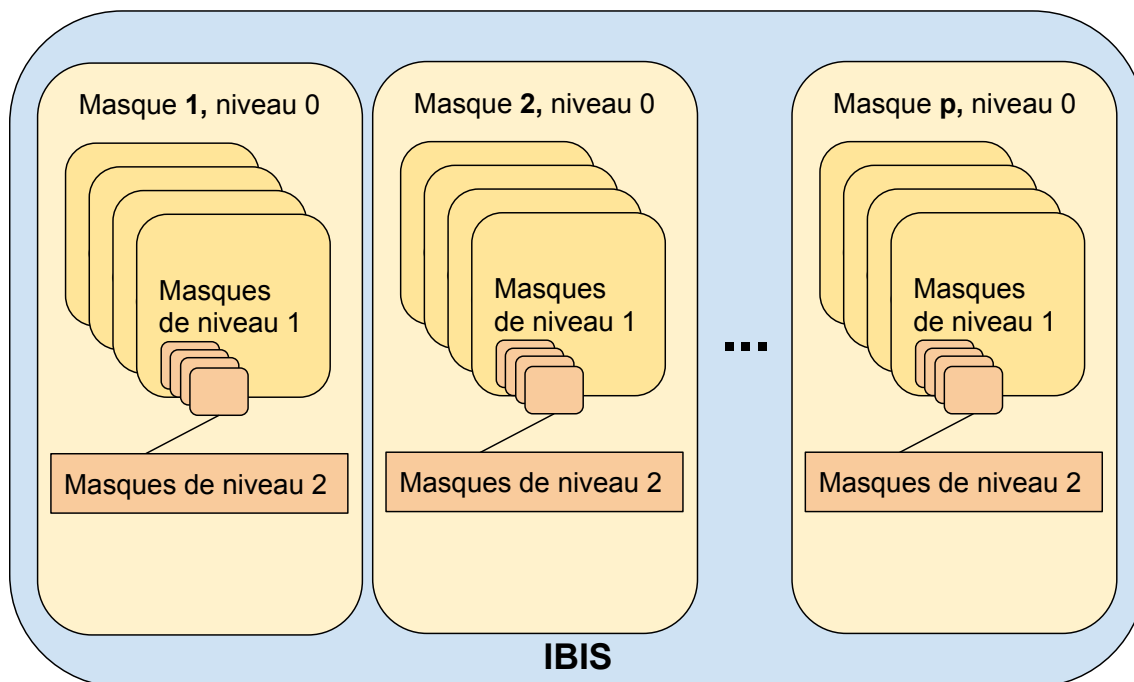 Masque 1, niveau 0
Masques
de niveau 1
Masques de niveau 2
Masque 2, niveau 0
Masques
de niveau 1
Masques de niveau 2
...
Masque p, niveau 0
Masques
de niveau 1
Masques de niveau 2
IBIS